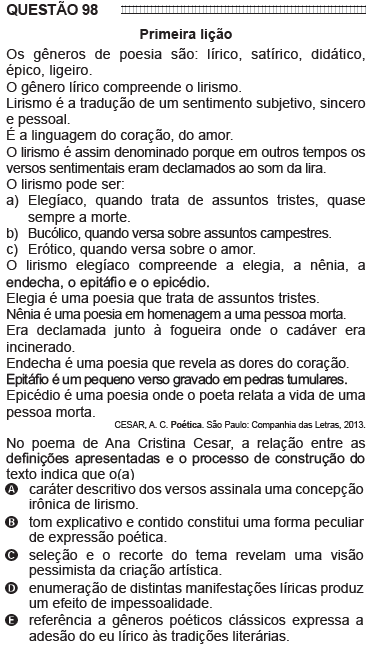 QUESTÃO 98
Primeira lição
Os gêneros de poesia são: lírico, satírico, didático,
épico, ligeiro.
O gênero lírico compreende o lirismo.
Lirismo é a tradução de um sentimento subjetivo, sincero
e pessoal.
É a linguagem do coração, do amor.
O lirismo é assim denominado porque em outros tempos os
versos sentimentais eram declamados ao som da lira.
O lirismo pode ser:
a) Elegíaco, quando trata de assuntos tristes, quase
sempre a morte.
b) Bucólico, quando versa sobre assuntos campestres.
c) Erótico, quando versa sobre o amor.
O lirismo elegíaco compreende a elegia, a nênia, a
endecha, o epitáfio e o epicédio.
Elegia é uma poesia que trata de assuntos tristes.
Nênia é uma poesia em homenagem a uma pessoa morta.
Era declamada junto à fogueira onde o cadáver era
incinerado.
Endecha é uma poesia que revela as dores do coração.
Epitáfio é um pequeno verso gravado em pedras tumulares.
Epicédio é uma poesia onde o poeta relata a vida de uma
pessoa morta.
CESAR, A. C. Poética. São Paulo: Companhia das Letras, 2013.
No poema de Ana Cristina Cesar, a relação entre as
definições apresentadas e o processo de construção do
texto indica que o(a)
A caráter descritivo dos versos assinala uma concepção
irônica de lirismo.
B tom explicativo e contido constitui uma forma peculiar
de expressão poética.
C seleção e o recorte do tema revelam uma visão
pessimista da criação artística.
D enumeração de distintas manifestações líricas produz
um efeito de impessoalidade.
E referência a gêneros poéticos clássicos expressa a
adesão do eu lírico às tradições literárias.